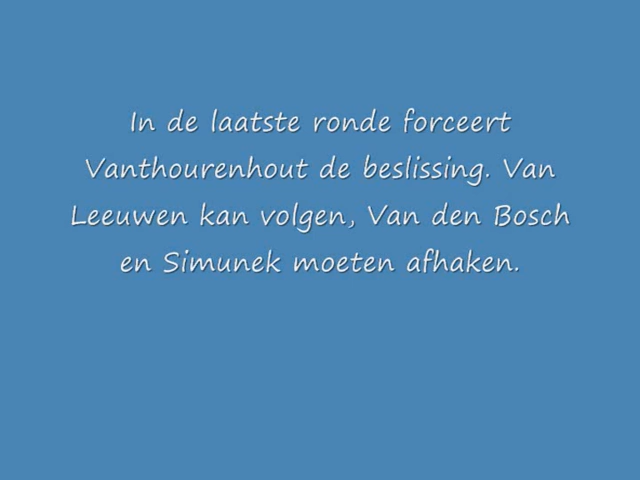 In de laatste ronde forceert
Vanthourenhout de beslissing. Van
Leeuwen kan volgen, Van den Bosch
en Simunek moeten afhaken.